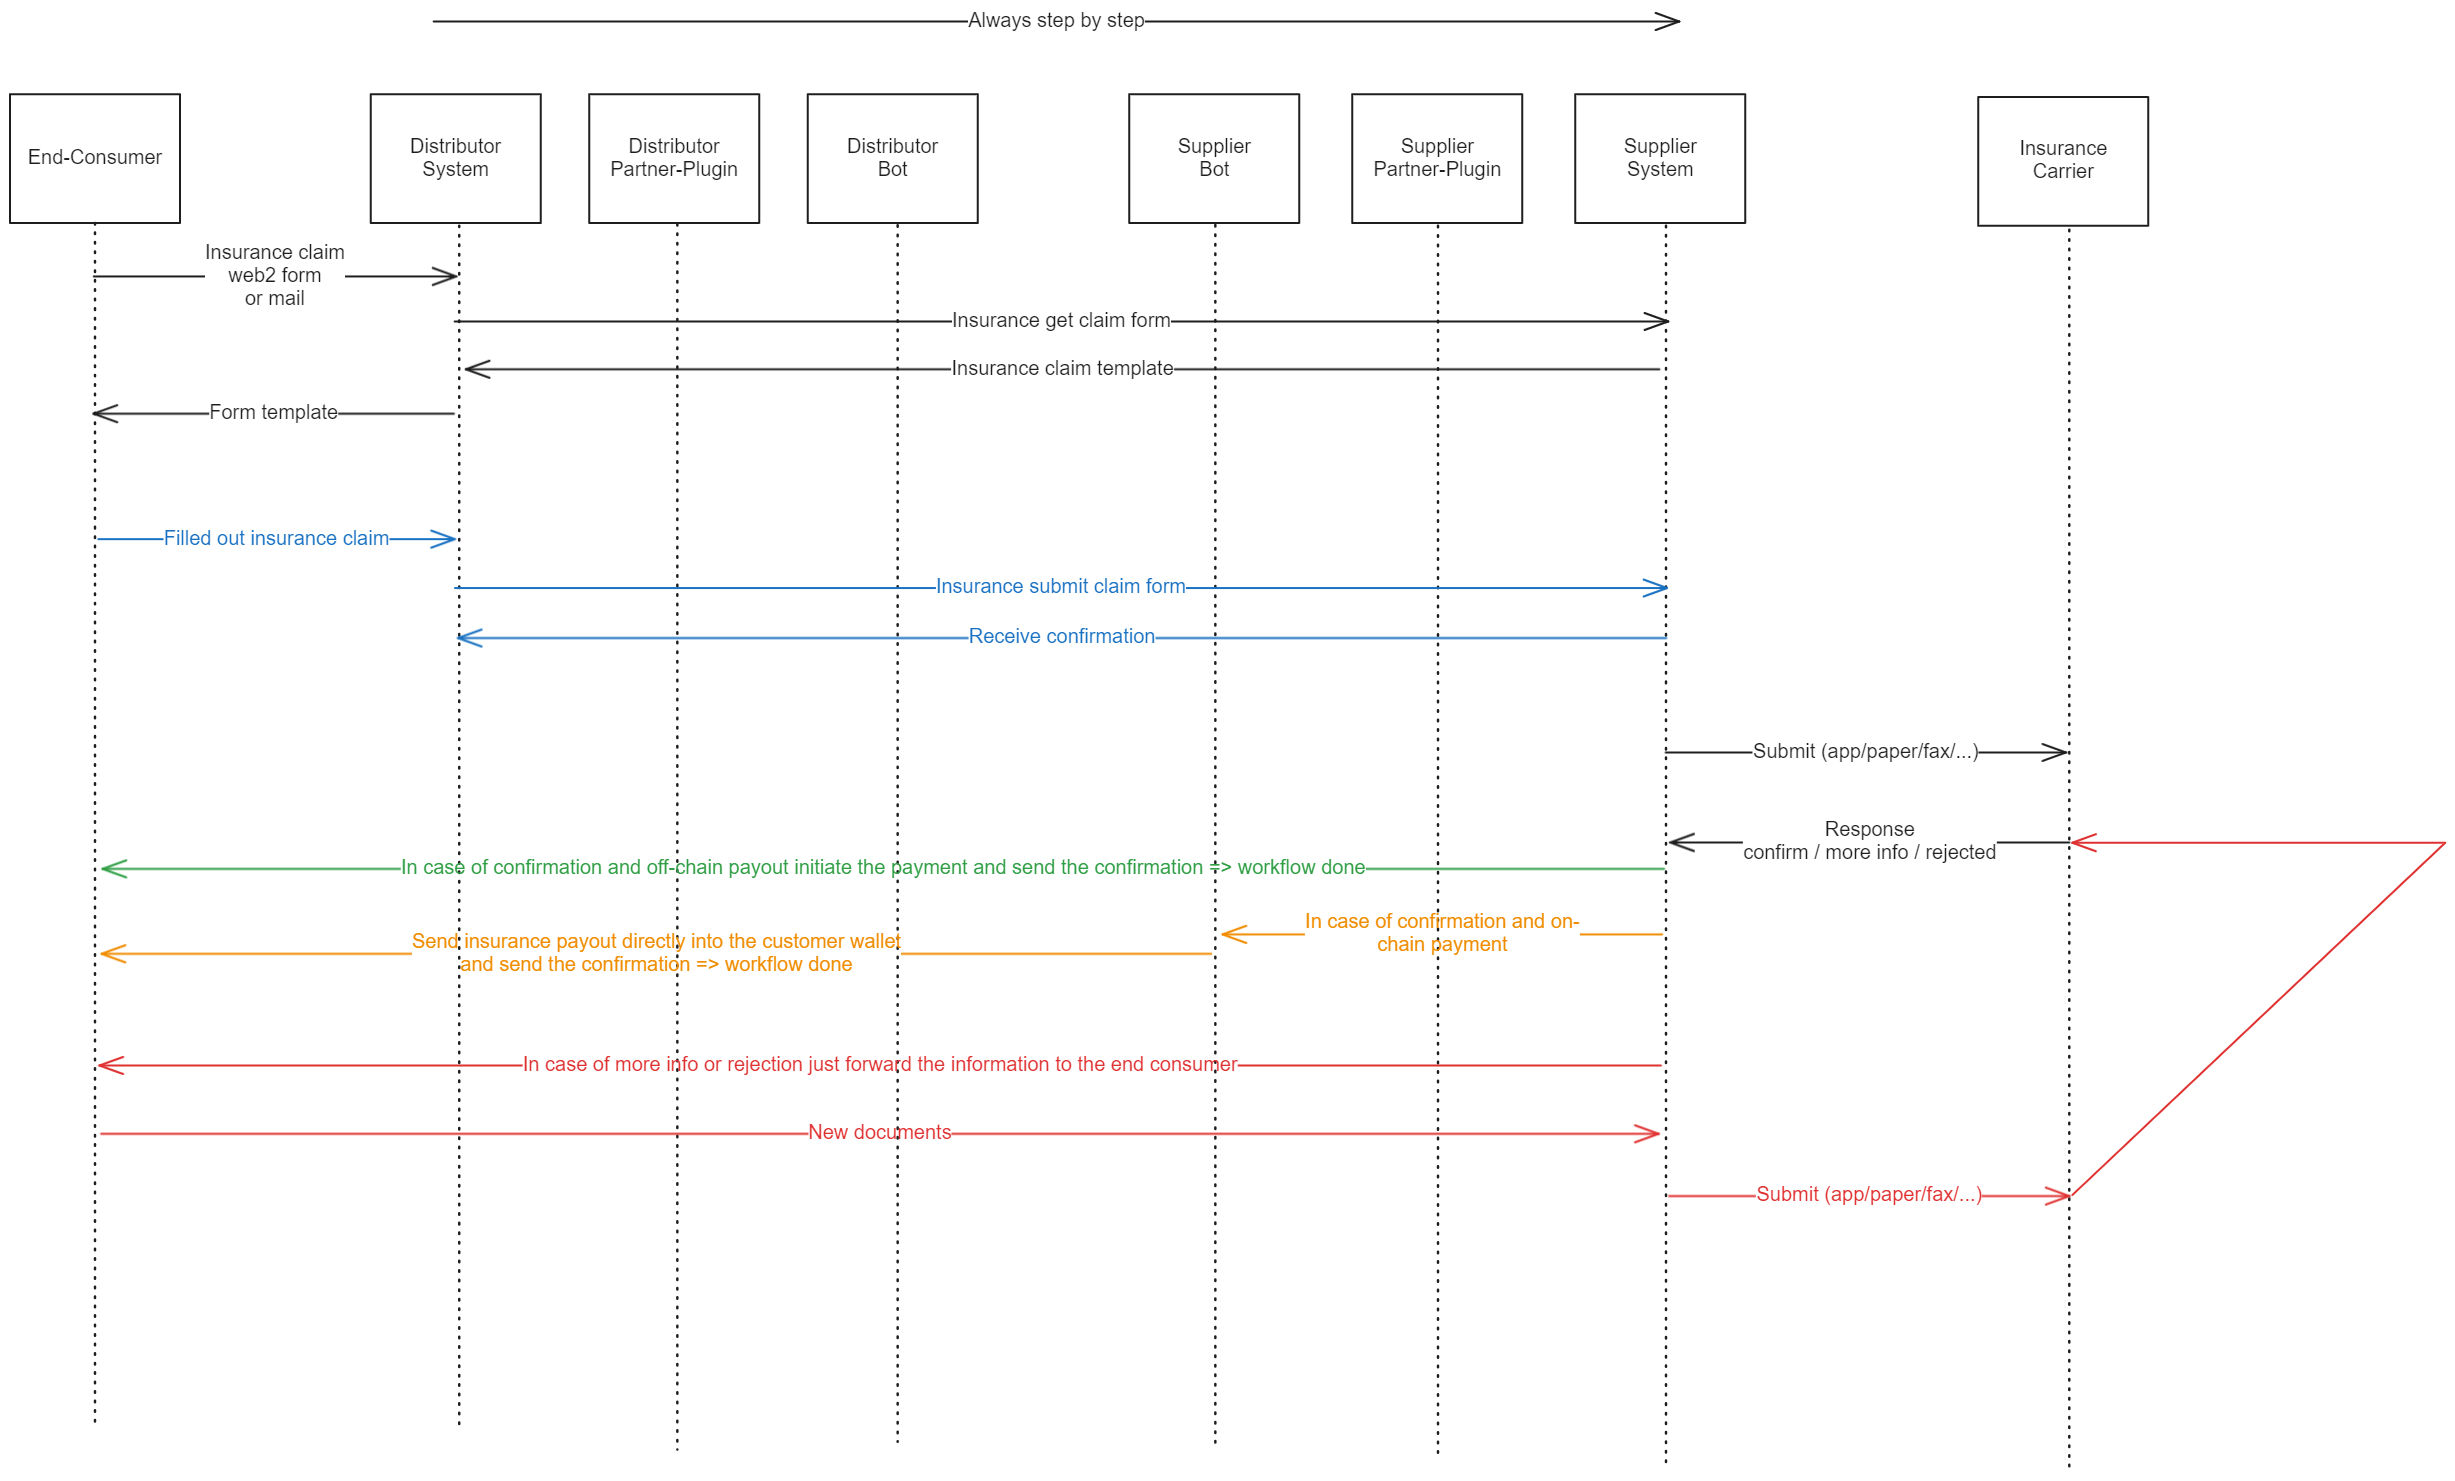 Always step by step
End-Consumer
Distributor
System
Distributor
Partner-Plugin
Distributor
Bot
Supplier
Bot
Supplier
Partner-Plugin
Supplier
System
Insurance
Carrier
Insurance claim
web2 form
or mail
Insurance get claim form
Insurance claim template
Form template
Filled out insurance claim
Insurance submit claim form
Receive confirmation
Submit (app/paper/fax/...)
Response
confirm / more info / rejected
In case of confirmation and off-chain payout initiate the payment and send the confirmation => workflow done
In case of confirmation and on-
chain payment
Send insurance payout directly into the customer wallet
and send the confirmation => workflow done
In case of more info or rejection just forward the information to the end consumer
New documents
Submit (app/paper/fax/...)